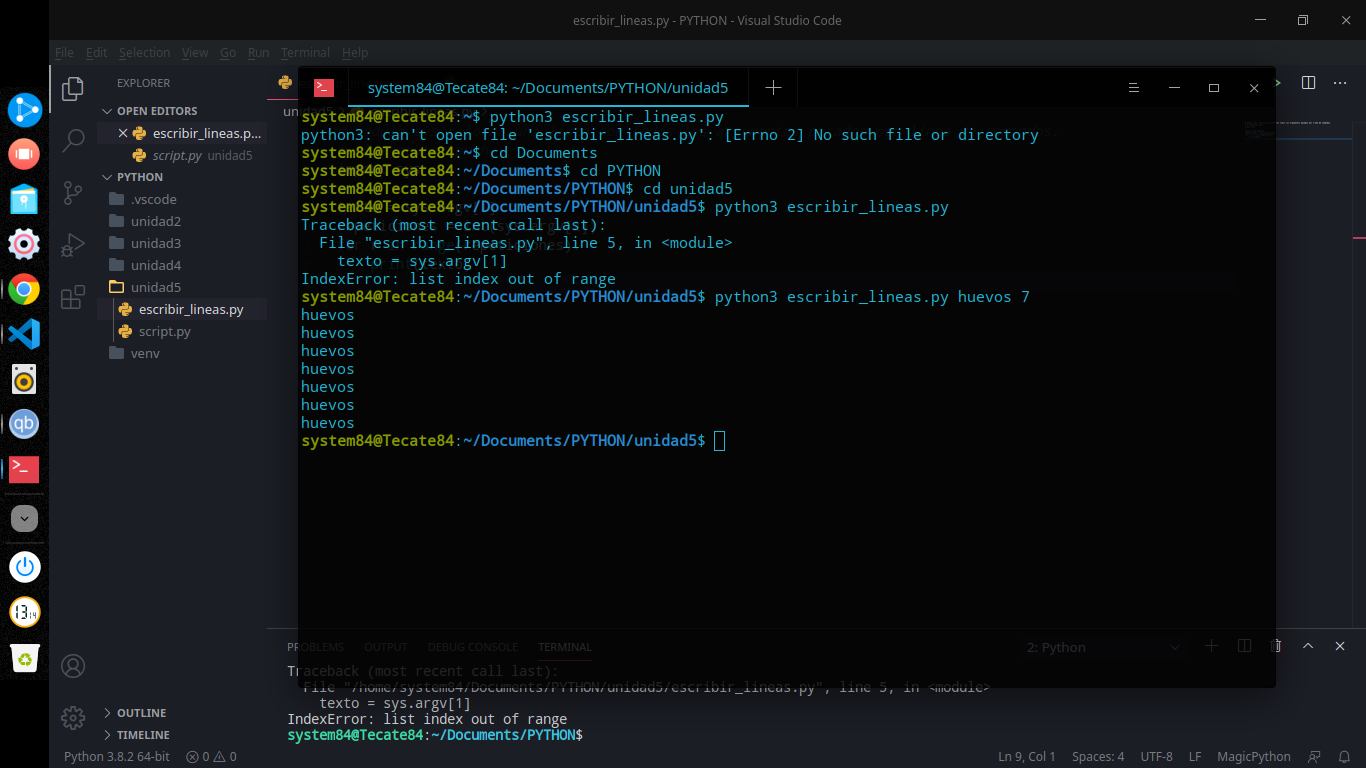 escribir_lineas.py - PYTHON - Visual Studio Code
File Edit Selection View Go Run Terminal Help
EXPLORER
OPEN EDITORS
escribir_lineas.p...
script.py unidad5
PYTHON
.vscode
unidad2
unidad3
unidad4
unidad5
escribir_lineas.py
script.py
venv
OUTLINE
TIMELINE
system84@Tecate84: ~/Documents/PYTHON/unidad5
system84@Tecate84:~$ python3 escribir_lineas.py
python3: can't open file 'escribir_lineas.py': [Errno 2] No such file or directory
system84@Tecate84:~$ cd Documents
system84@Tecate84:~/Documents$ cd PYTHON
system84@Tecate84:~/Documents/PYTHON$ cd unidad5
system84@Tecate84:~/Documents/PYTHON/unidad5$ python3 escribir_lineas.py
Traceback (most recent call last):
File "escribir_lineas.py", line 5, in <module>
texto = sys.argv[1]
IndexError: list index out of range
system84@Tecate84:~/Documents/PYTHON/unidad5$ python3 escribir_lineas.py huevos 7
huevos
huevos
huevos
huevos
huevos
huevos
huevos
system84@Tecate84:~/Documents/PYTHON/unidad5$
PROBLEMS OUTPUT DEBUG CONSOLE TERMINAL 2: Python
Traceback (most recent call last):
File "/home/system84/Documents/PYTHON/unidad5/escribir_lineas.py", line 5, in <module>
texto = sys.argv[1]
IndexError: list index out of range
system84@Tecate84:~/Documents/PYTHON$
Python 3.8.2 64-bit 0 0 Ln 9, Col 1 Spaces: 4 UTF-8 LF MagicPython